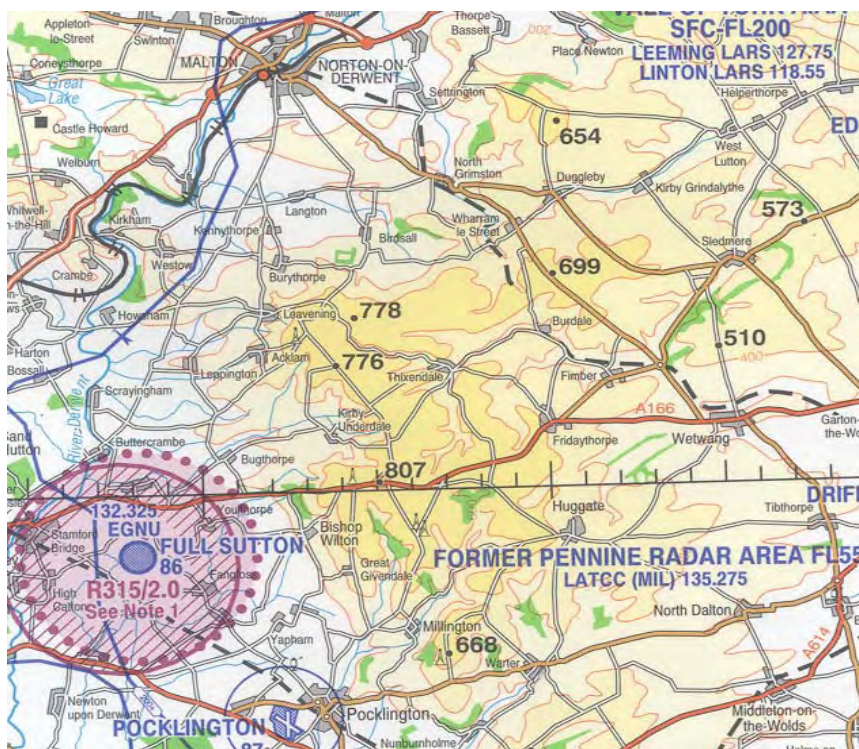 Appleton-
le-Street
Broughton
Malton
Swinton
Thorpe
Bassett
SFC-FL200
LEEMING LARS 127.75
LINTON LARS 118.55
Coneysthorpe
MALTON
NORTON-ON-
DERWENT
Place Newton
200
Great
Lake
Settrington
Helperthorpe
654
ED
Castle Howard
West
Lutton
Welburn
North
Grimston
Duggleby
Kirby Grindalythe
Whitwell
-on-the-Hill
Kirkham
Langton
Kennythorpe
Birdsall
Wharram
le Street
573
Sledmere
Crambe
Westow
Burythorpe
699
Howsham
Leavening
778
Burdale
510
400
Harton
Bossall
Leppington
Acklam
776
Thixendale
Fimber
Scrayingham
River Derwent
Kirby
Underdale
A166
Garton-
the-Wo
Sand
Hutton
Buttercrambe
Bugthorpe
Fridaythorpe
Wetwang
807
132.325
EGNU
Youlthorpe
Huggate
DRIF
Tibthorpe
Stamford
Bridge
FULL SUTTON
86
Bishop
Wilton
FORMER PENNINE RADAR AREA FL55
LATCC (MIL) 135.275
High
Catton
Fangfoss
R315/2.0
See Note 1
Great
Givendale
North Dalton
Yapham
Millington
668
Warter
A614
Newton
upon Derwent
POCKLINGTON
87
Pocklington
Nunburnholme
Middleton-on
the-Wolds